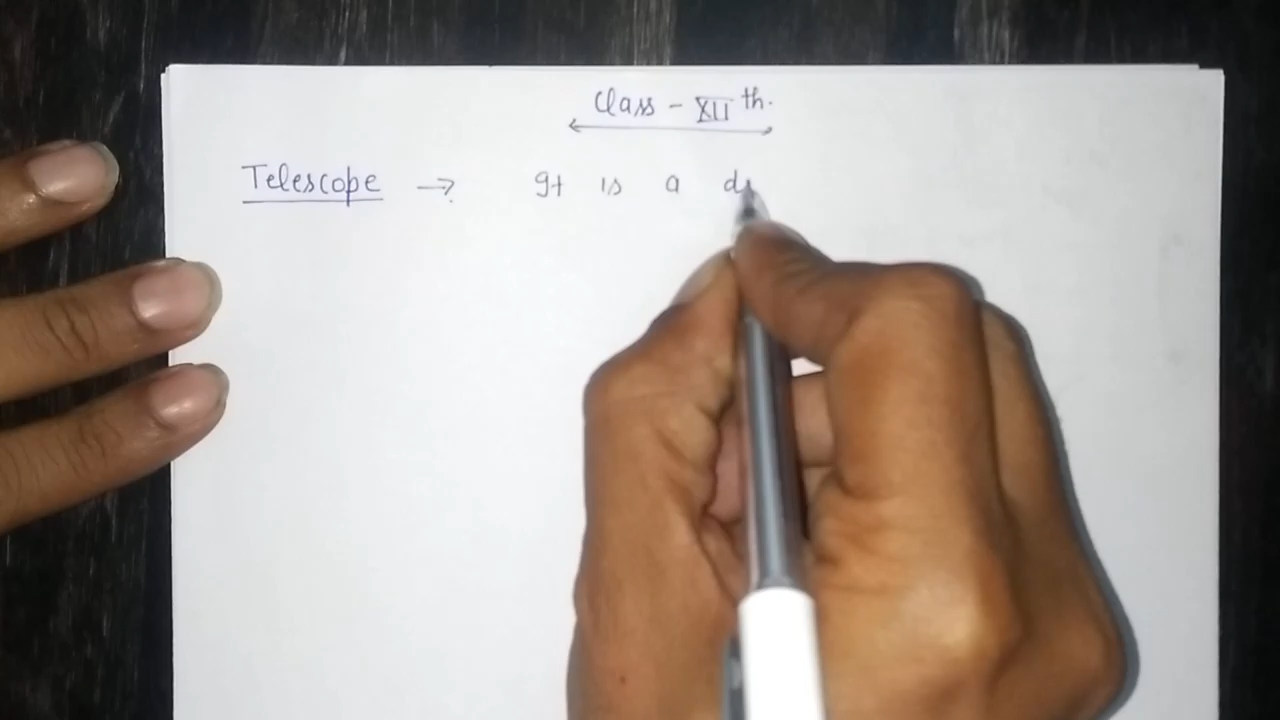 Class - XII th.
Telescope → It is a